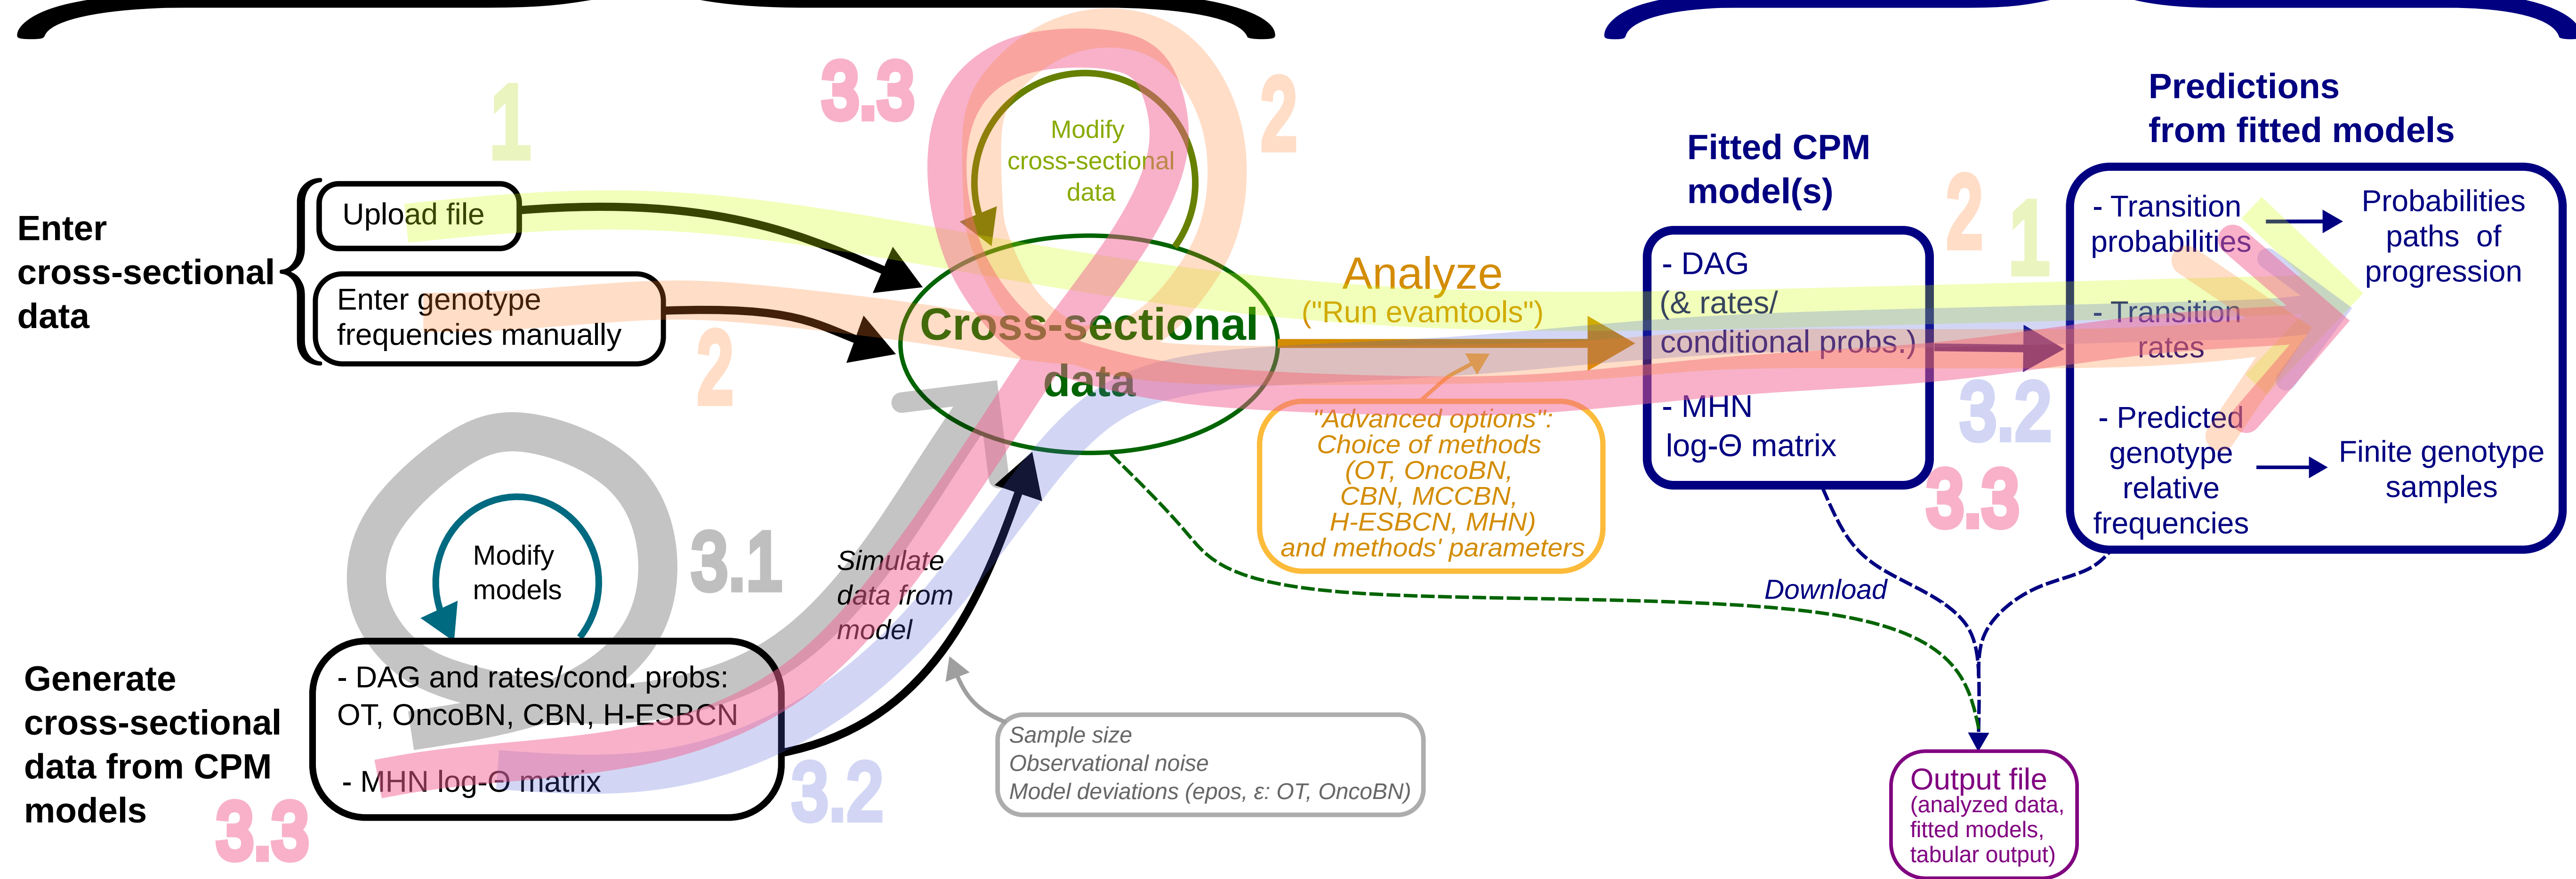 1
3.3
2
Modify
cross-sectional
data
Predictions
from fitted models
Fitted CPM
model(s)
2
1
Enter
cross-sectional
data
Upload file
Enter genotype
frequencies manually
2
Cross-sectional
data
Analyze
("Run evamtools")
"Advanced options":
Choice of methods
(OT, OncoBN,
CBN, MCCBN,
H-ESBCN, MHN)
and methods' parameters
- DAG
(& rates/
conditional probs.)
- MHN
log-Θ matrix
3.2
3.3
- Transition
probabilities
Probabilities
paths of
progression
- Transition
rates
- Predicted
genotype
relative
frequencies
Finite genotype
samples
Modify
models
3.1
Simulate
data from
model
Download
Generate
cross-sectional
data from CPM
models
3.3
- DAG and rates/cond. probs:
OT, OncoBN, CBN, H-ESBCN
- MHN log-Θ matrix
3.2
Sample size
Observational noise
Model deviations (epos, ε: OT, OncoBN)
Output file
(analyzed data,
fitted models,
tabular output)